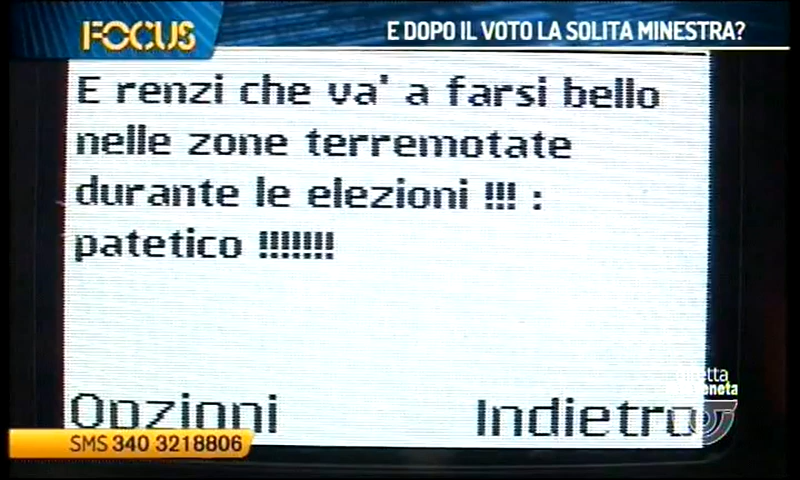 FOCUS
E DOPO IL VOTO LA SOLITA MINESTRA?
E renzi che va' a farsi bello
nelle zone terremotate
durante le elezioni !!! :
patetico !!!!!!!
Opzioni
Indietro
SMS 340 3218806